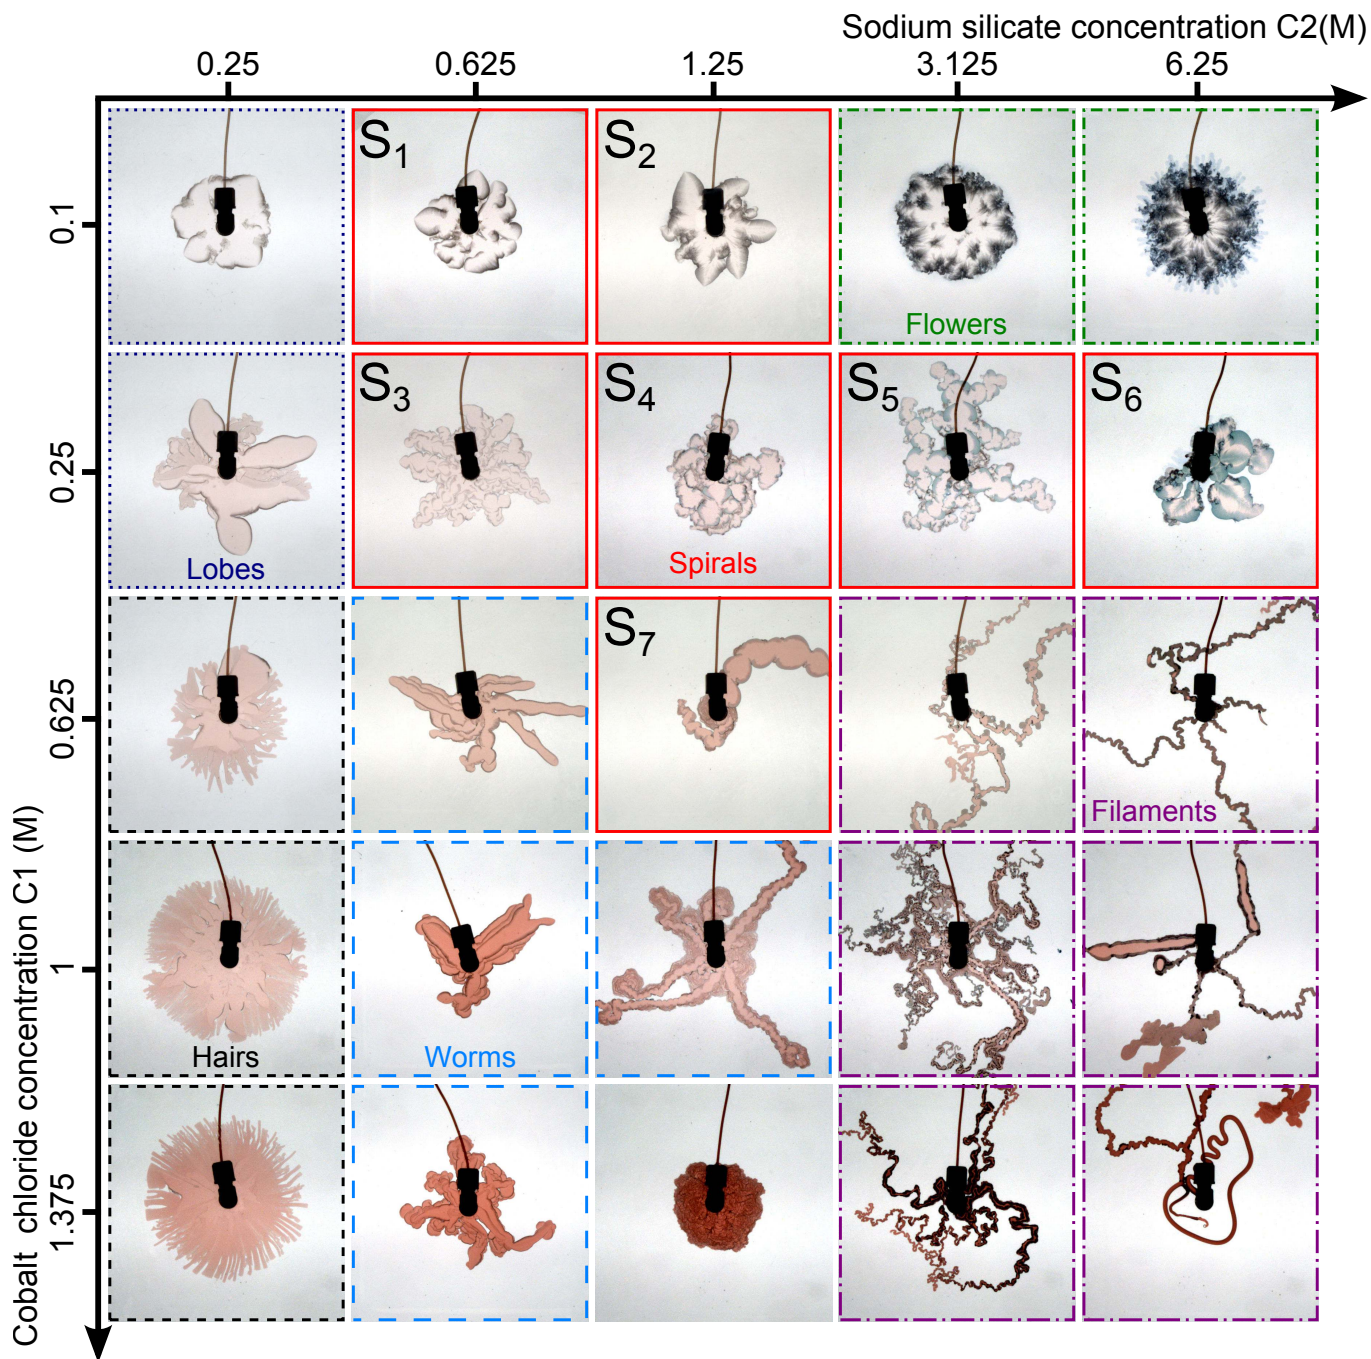 Sodium silicate concentration C2(M)
0.25 0.625 1.25 3.125 6.25
0.1
S1
S2
Flowers
0.25
Lobes
S3
S4
Spirals
S5
S6
0.625
S7
Filaments
1
Hairs
Worms
1.375
Cobalt chloride concentration C1 (M)